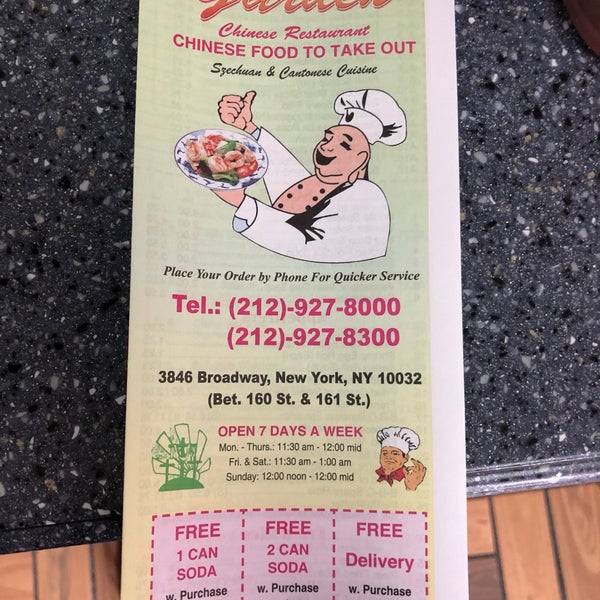 Garden
Chinese Restaurant
CHINESE FOOD TO TAKE OUT
Szechuan & Cantonese Cuisine
Place Your Order by Phone For Quicker Service
Tel.: (212)-927-8000
(212)-927-8300
3846 Broadway, New York, NY 10032
(Bet. 160 St. & 161 St.)
OPEN 7 DAYS A WEEK
Mon. - Thurs.: 11:30 am - 12:00 mid
Fri. & Sat.: 11:30 am - 1:00 am
Sunday: 12:00 noon - 12:00 mid
FREE
1 CAN
SODA
w. Purchase
FREE
2 CAN
SODA
w. Purchase
FREE
Delivery
w. Purchase